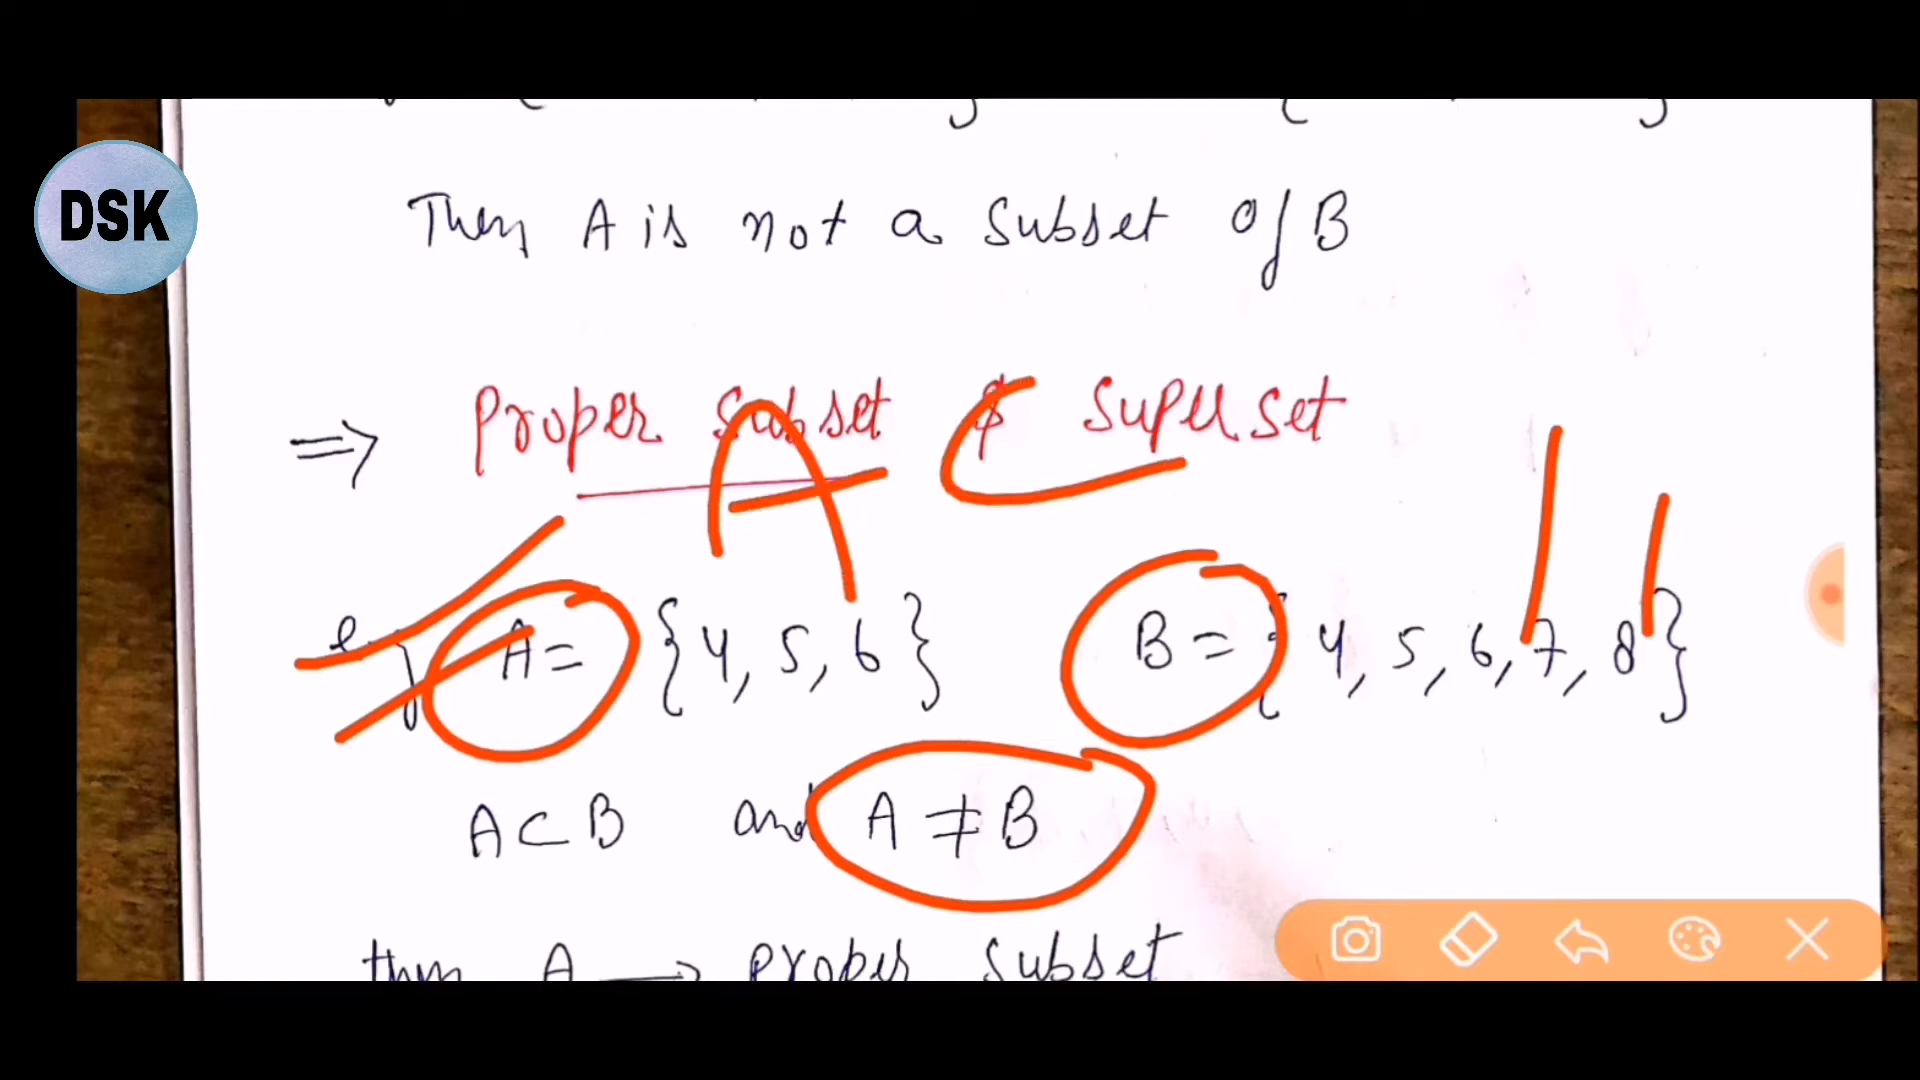 DSK
Then A is not a subset of B
⇒ Proper subset & superset
eg A = {4, 5, 6} B = {4, 5, 6, 7, 8}
A ⊂ B and A ≠ B
then A → proper subset
A ⊂